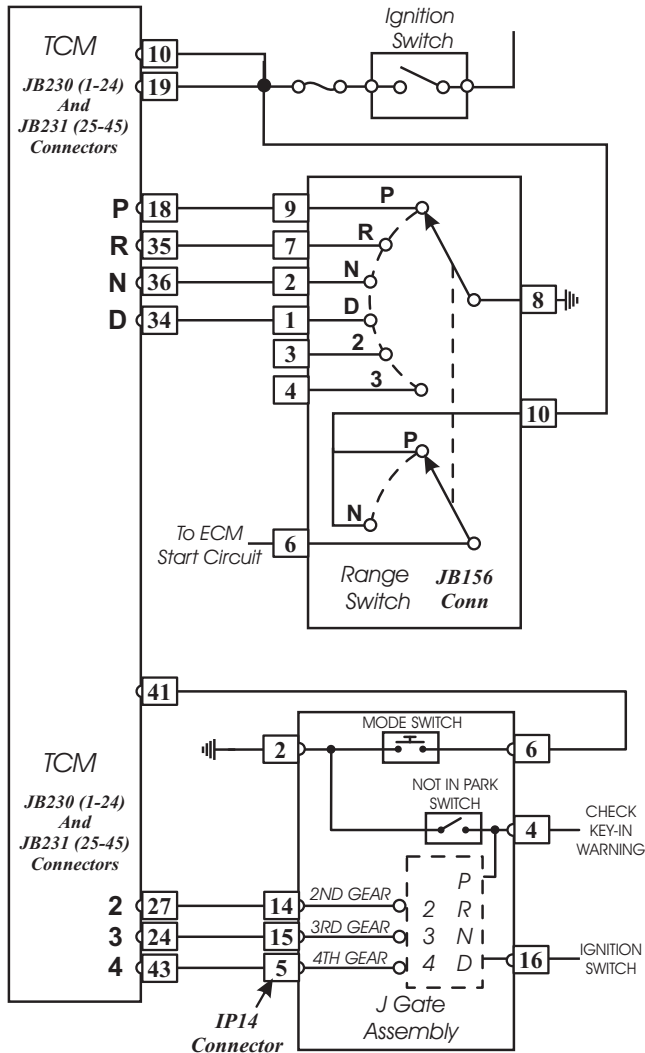 Ignition
Switch
TCM
JB230 (1-24)
And
JB231 (25-45)
Connectors
10
19
P 18 9 P
R 35 7 R
N 36 2 N
D 34 1 D
3 2
4 3
8
10
P
N
To ECM
Start Circuit
6
Range
Switch
JB156
Conn
41
TCM
JB230 (1-24)
And
JB231 (25-45)
Connectors
2
MODE SWITCH
6
NOT IN PARK
SWITCH
4
CHECK
KEY-IN
WARNING
P
2 27 14 2ND GEAR 2 R
3 24 15 3RD GEAR 3 N
4 43 5 4TH GEAR 4 D
16
IGNITION
SWITCH
J Gate
Assembly
IP14
Connector